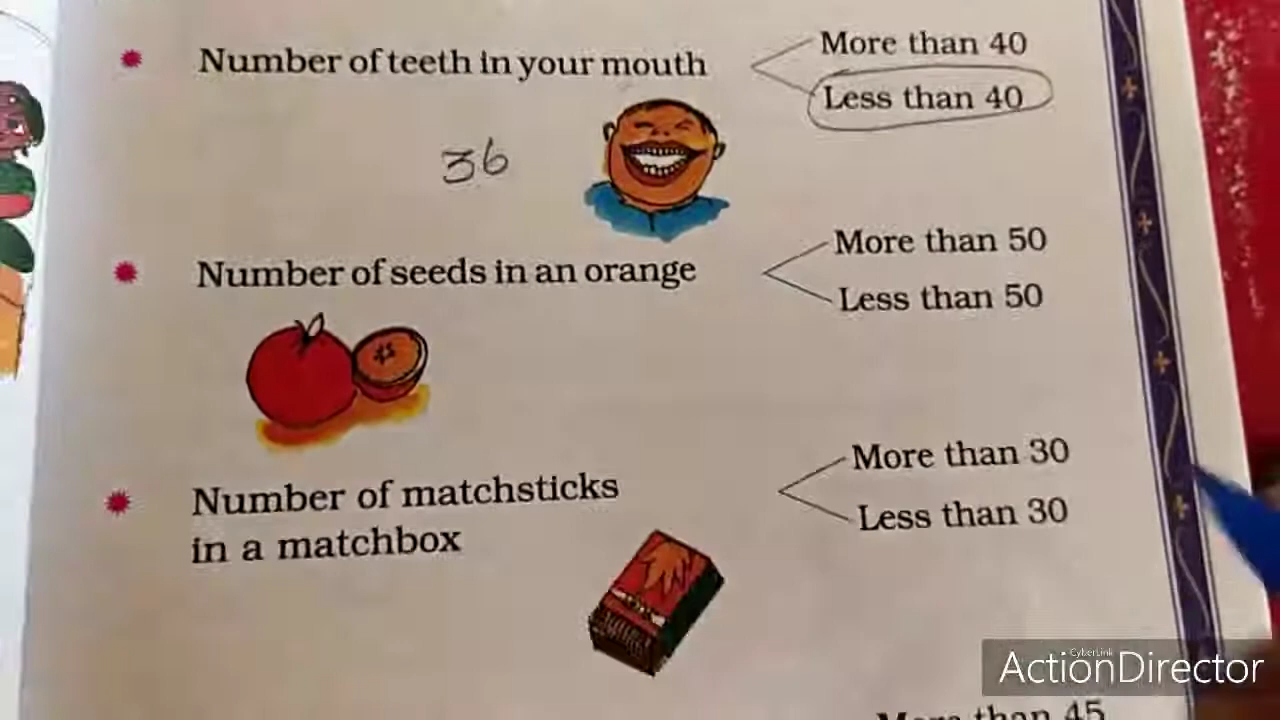 Number of teeth in your mouth
More than 40
Less than 40
36
Number of seeds in an orange
More than 50
Less than 50
Number of matchsticks
in a matchbox
More than 30
Less than 30
CyberLink
ActionDirector
More than 45